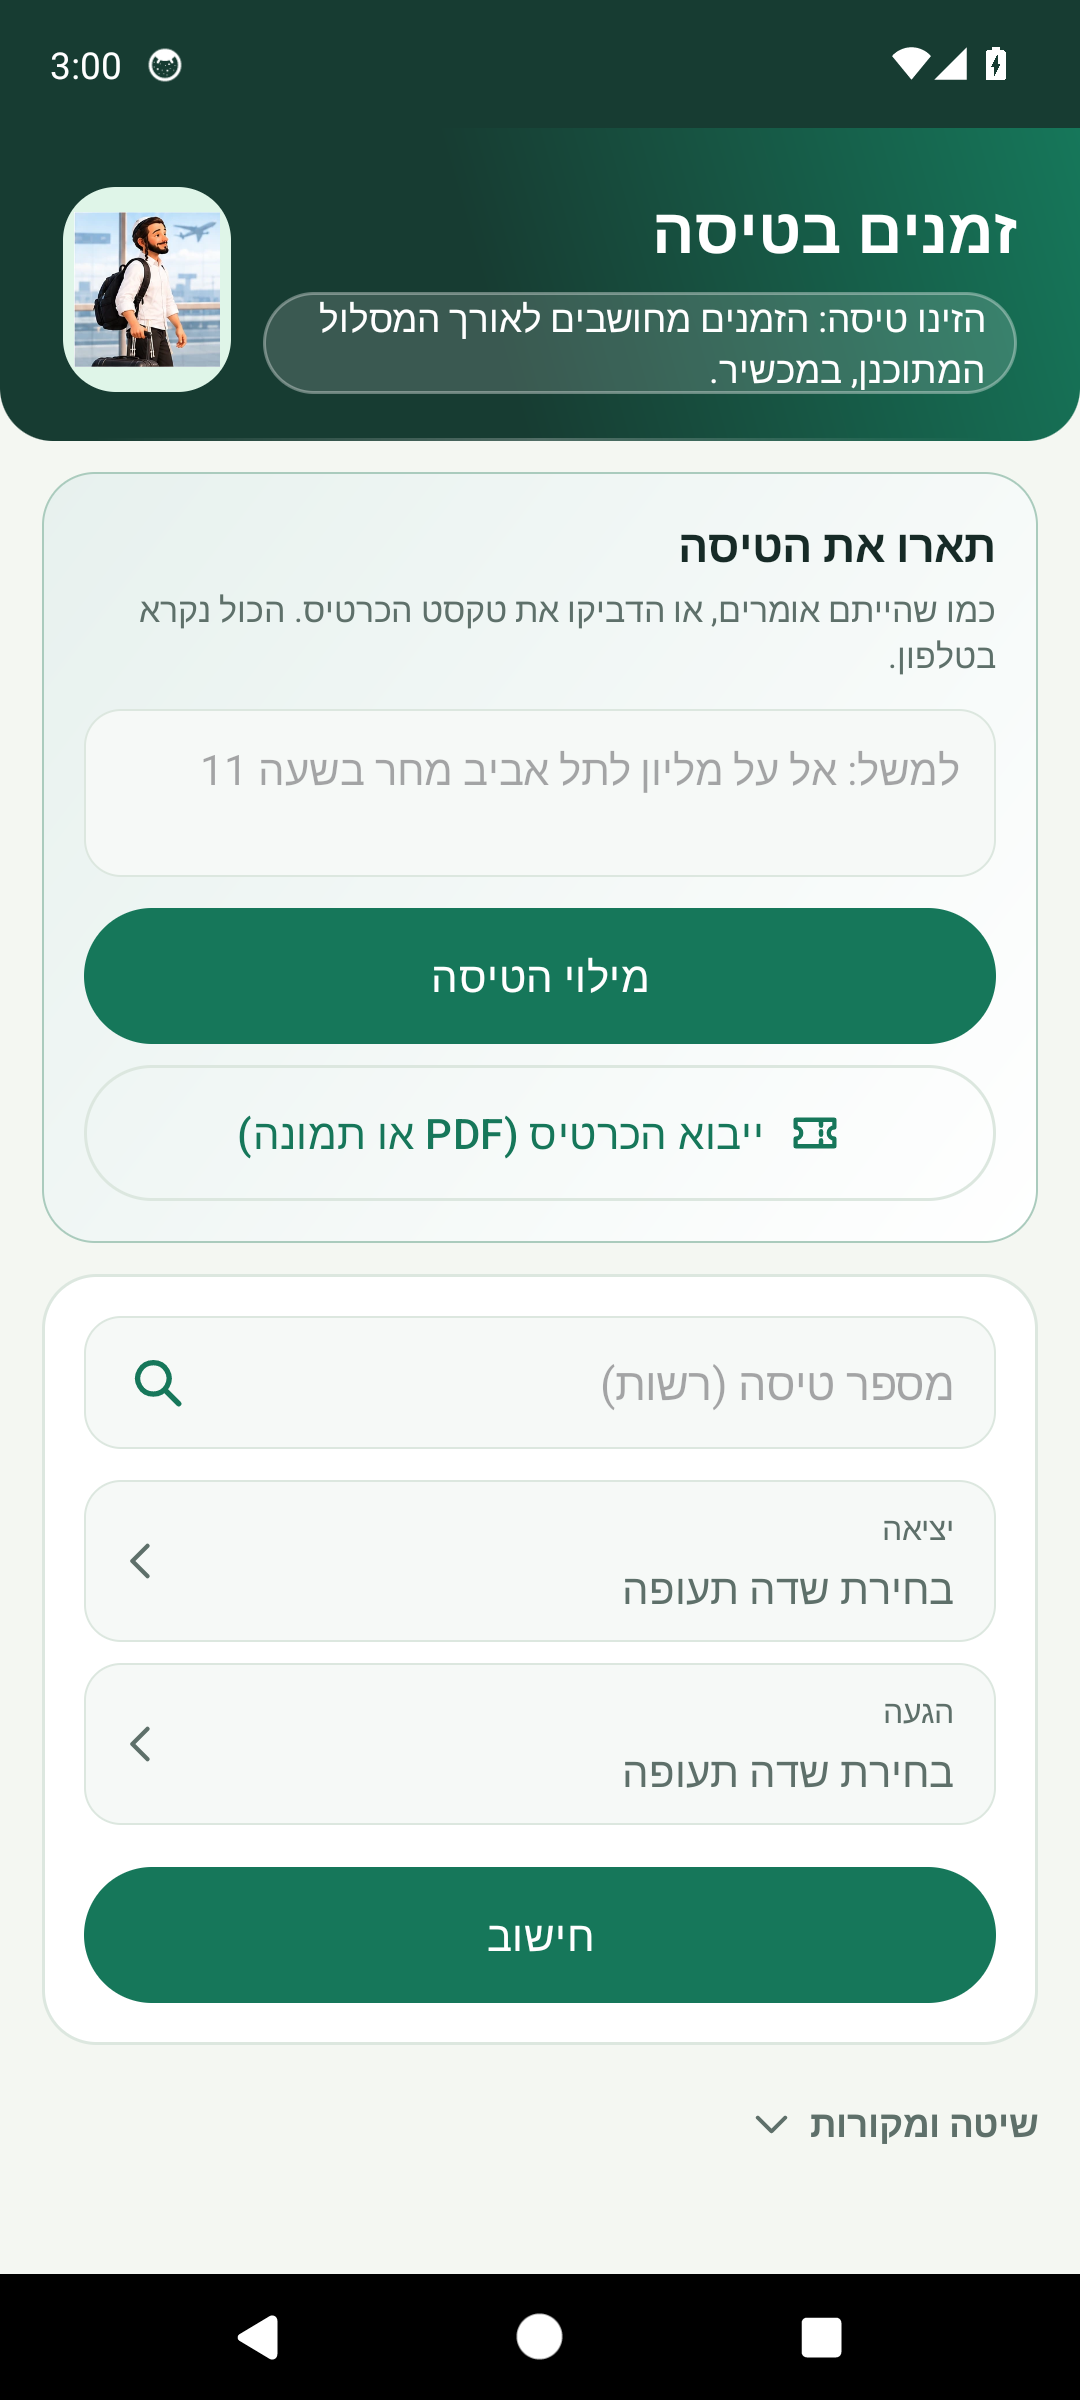 3:00
זמנים בטיסה
הזינו טיסה: הזמנים מחושבים לאורך המסלול
המתוכנן, במכשיר.
תארו את הטיסה
כמו שהייתם אומרים, או הדביקו את טקסט הכרטיס. הכול נקרא
בטלפון.
למשל: אל על מליון לתל אביב מחר בשעה 11
מילוי הטיסה
ייבוא הכרטיס (PDF או תמונה)
מספר טיסה (רשות)
יציאה
בחירת שדה תעופה
הגעה
בחירת שדה תעופה
חישוב
שיטה ומקורות